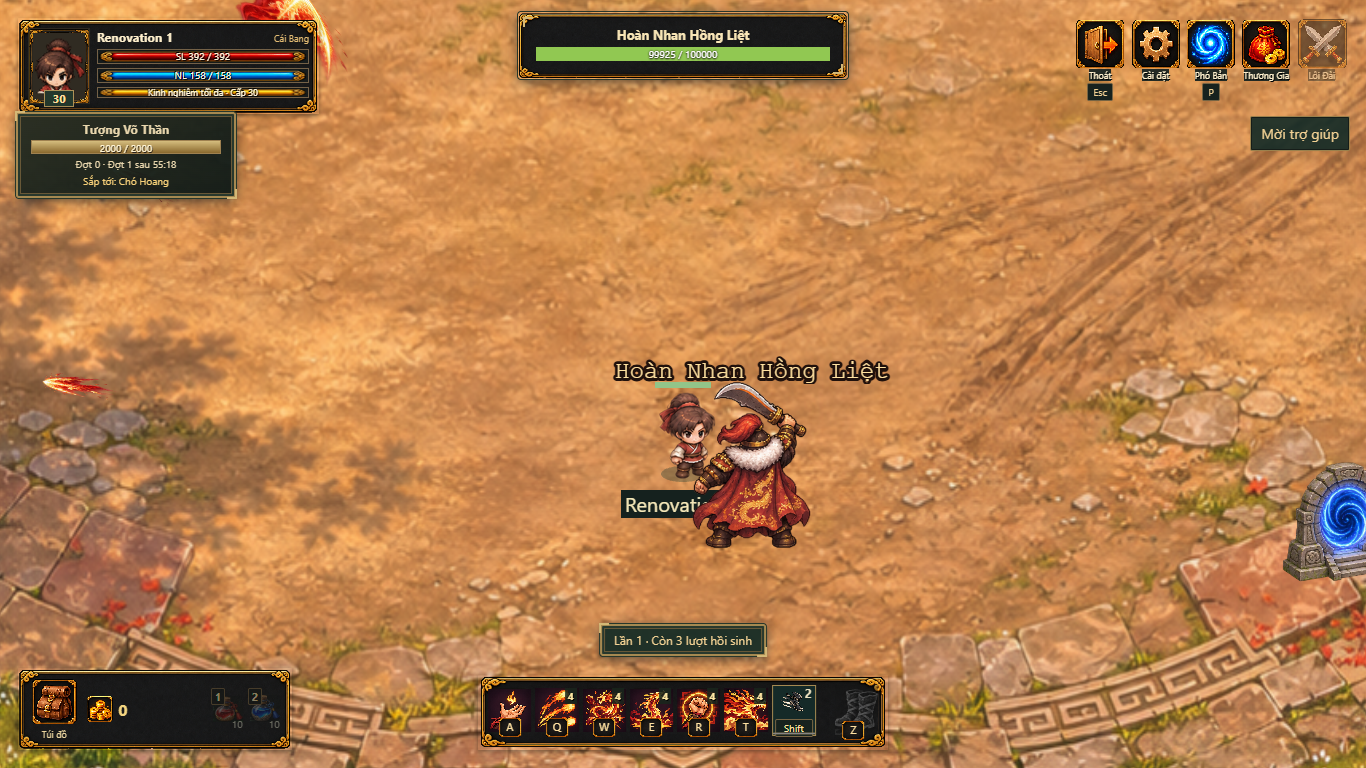 Renovation 1
Cái Bang
SL 392 / 392
NL 158 / 158
Kinh nghiệm tối đa · Cấp 30
30
Tượng Võ Thần
2000 / 2000
Đợt 0 · Đợt 1 sau 55:18
Sắp tới: Chó Hoang
Hoàn Nhan Hồng Liệt
99925 / 100000
Thoát
Cài đặt
Phó Bản
Thương Gia
Lôi Đài
Esc
P
Mời trợ giúp
Hoàn Nhan Hồng Liệt
Lần 1 · Còn 3 lượt hồi sinh
Túi đồ
0
1
10
2
10
A
4
Q
4
W
4
E
4
R
4
T
2
Shift
Z